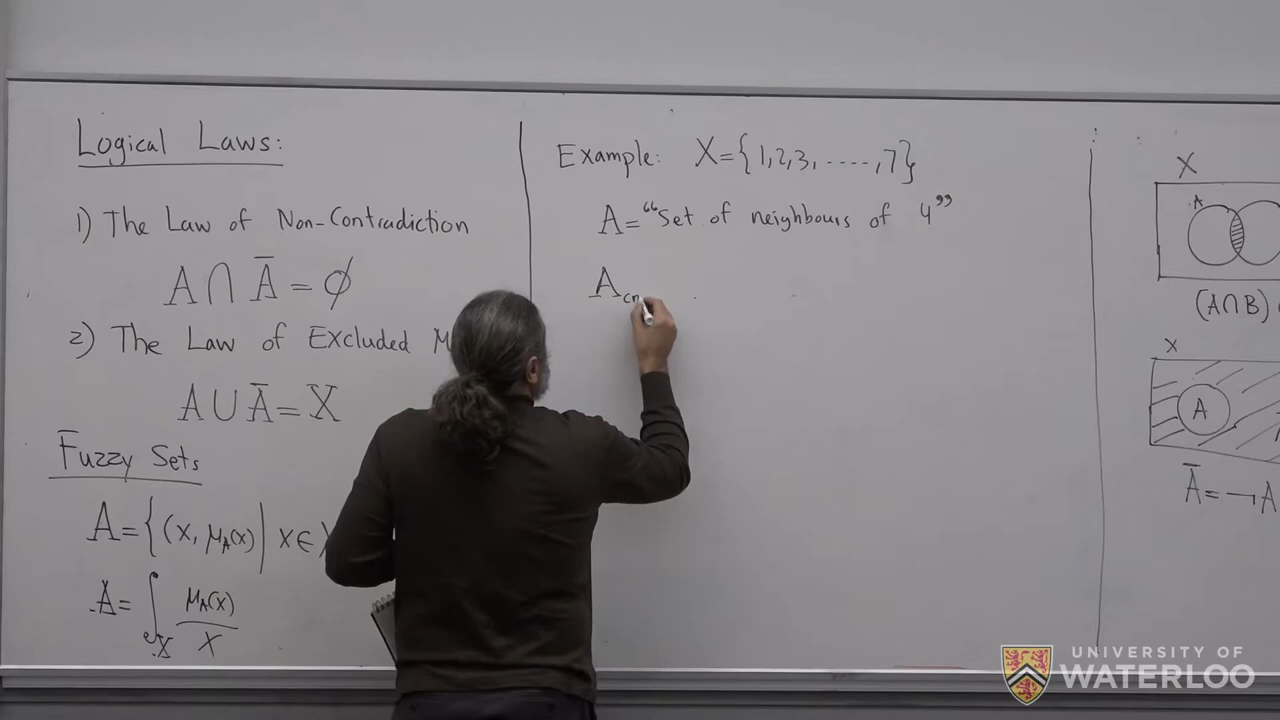 Logical Laws:
1) The Law of Non-Contradiction
A∩Ā=∅
2) The Law of Excluded
A∪Ā=X
Fuzzy Sets
A={(x, μA(x) | x∈
A=∫X μA(x)/x
Example: X={1,2,3,.....,7}
A="Set of neighbours of 4"
Acr
X
A
(A∩B)
X
A
Ā=¬A
UNIVERSITY OF
WATERLOO